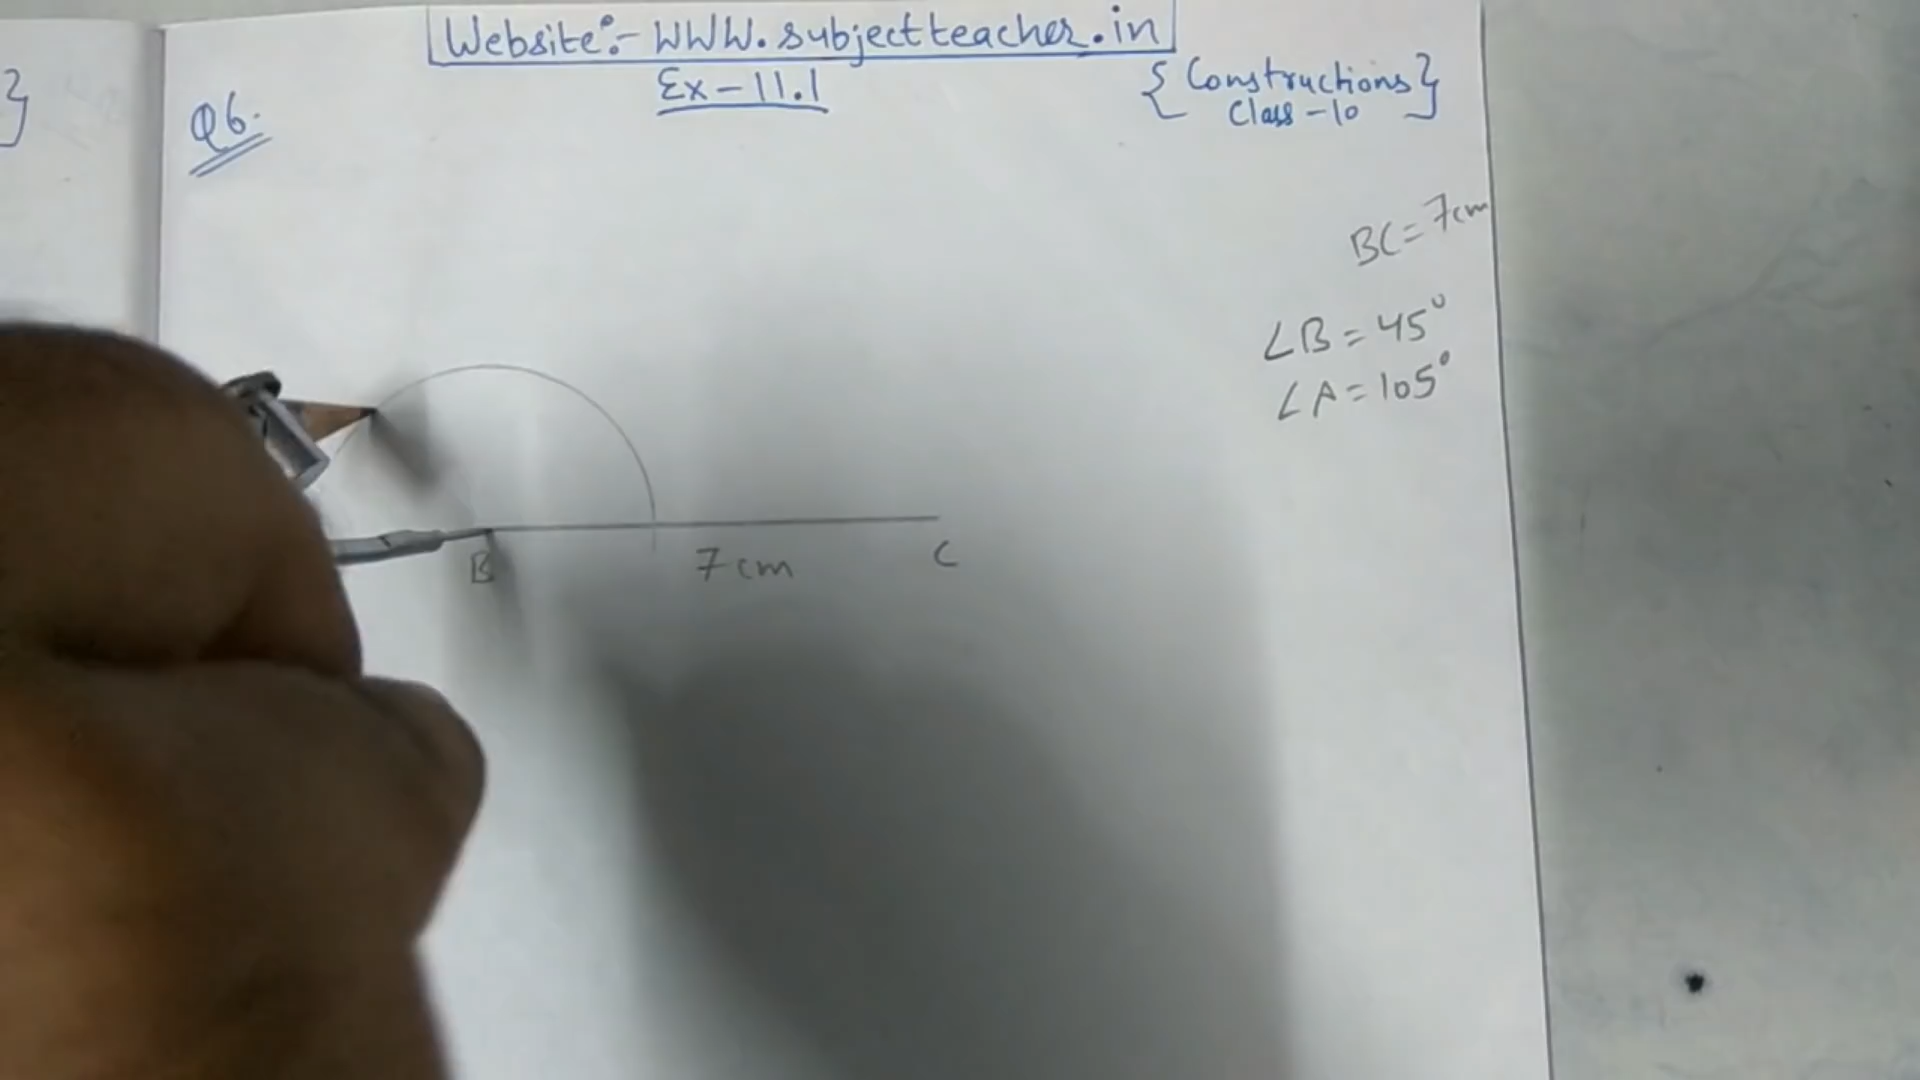 }
Website:- WWW.subjectteacher.in
Ex-11.1
{ Constructions }
Class-10
Q6.
BC=7cm
∠B=45°
∠A=105°
B
7cm
C